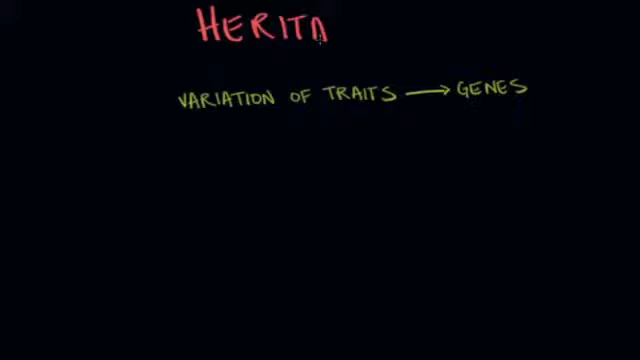 HERITA
VARIATION OF TRAITS → GENES